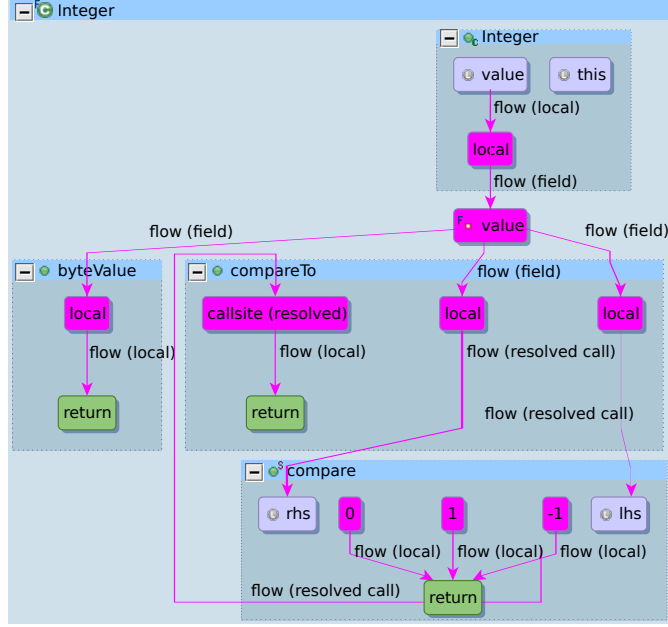 Integer
Integer
value
this
flow (local)
local
flow (field)
value
flow (field)
flow (field)
flow (field)
byteValue
compareTo
local
callsite (resolved)
local
local
flow (local)
flow (local)
flow (resolved call)
return
return
flow (resolved call)
compare
rhs
0
1
-1
lhs
flow (local)
flow (local)
flow (local)
flow (resolved call)
return